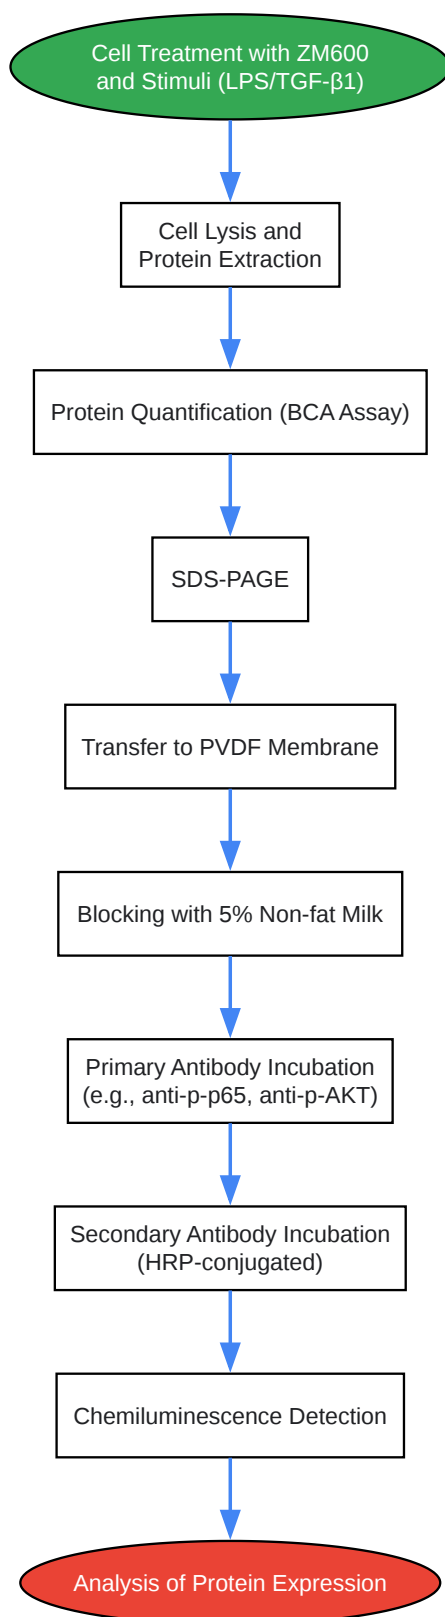 Cell Treatment with ZM600
and Stimuli (LPS/TGF-β1)
Cell Lysis and
Protein Extraction
Protein Quantification (BCA Assay)
SDS-PAGE
Transfer to PVDF Membrane
Blocking with 5% Non-fat Milk
Primary Antibody Incubation
(e.g., anti-p-p65, anti-p-AKT)
Secondary Antibody Incubation
(HRP-conjugated)
Chemiluminescence Detection
Analysis of Protein Expression